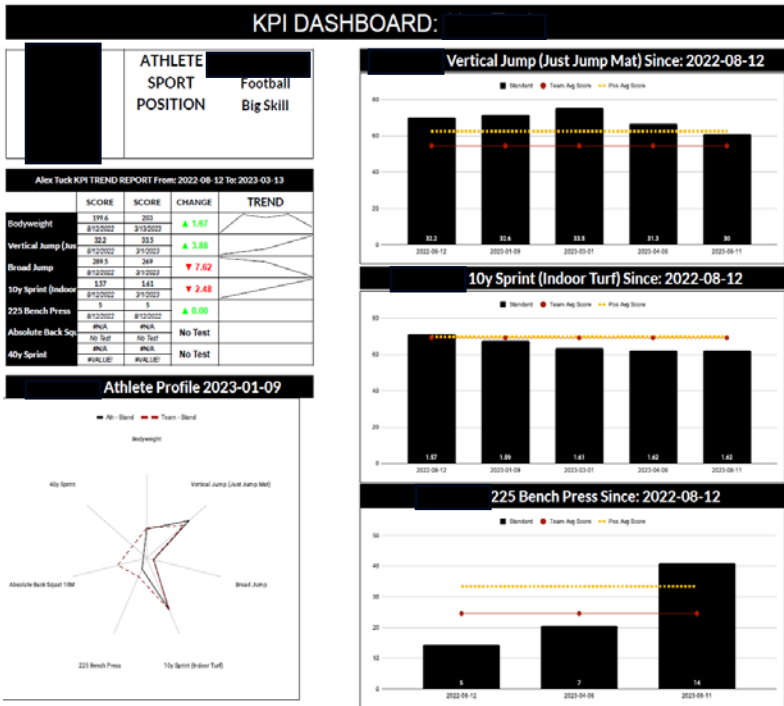 KPI DASHBOARD:
ATHLETE
SPORT Football
POSITION Big Skill
Alex Tuck KPI TREND REPORT From: 2022-08-12 To: 2023-03-13
SCORE SCORE CHANGE TREND
Bodyweight 199.6 203 ▲ 1.67
8/12/2022 3/13/2023
Vertical Jump (Jus 32.2 33.5 ▲ 3.88
8/12/2022 3/1/2023
Broad Jump 289.5 269 ▼ 7.62
8/12/2022 3/1/2023
10y Sprint (Indoor 1.57 1.61 ▼ 2.48
8/12/2022 3/1/2023
225 Bench Press 5 5 ▲ 0.00
8/12/2022 8/12/2022
Absolute Back Squ #N/A #N/A No Test
No Test No Test
40y Sprint #N/A #N/A No Test
#VALUE! #VALUE!
Athlete Profile 2023-01-09
Ath - Blend Team - Blend
Bodyweight
40y Sprint
Vertical Jump (Just Jump Mat)
Absolute Back Squat 1RM
Broad Jump
225 Bench Press
10y Sprint (Indoor Turf)
Vertical Jump (Just Jump Mat) Since: 2022-08-12
Standard Team Avg Score Pos Avg Score
80
60
40
20
0
32.2 32.6 33.5 31.3 30
2022-08-12 2023-01-09 2023-03-01 2023-04-06 2023-08-11
10y Sprint (Indoor Turf) Since: 2022-08-12
Standard Team Avg Score Pos Avg Score
80
60
40
20
0
1.57 1.59 1.61 1.62 1.62
2022-08-12 2023-01-09 2023-03-01 2023-04-06 2023-08-11
225 Bench Press Since: 2022-08-12
Standard Team Avg Score Pos Avg Score
50
40
30
20
10
0
5 7 14
2022-08-12 2023-04-06 2023-08-11